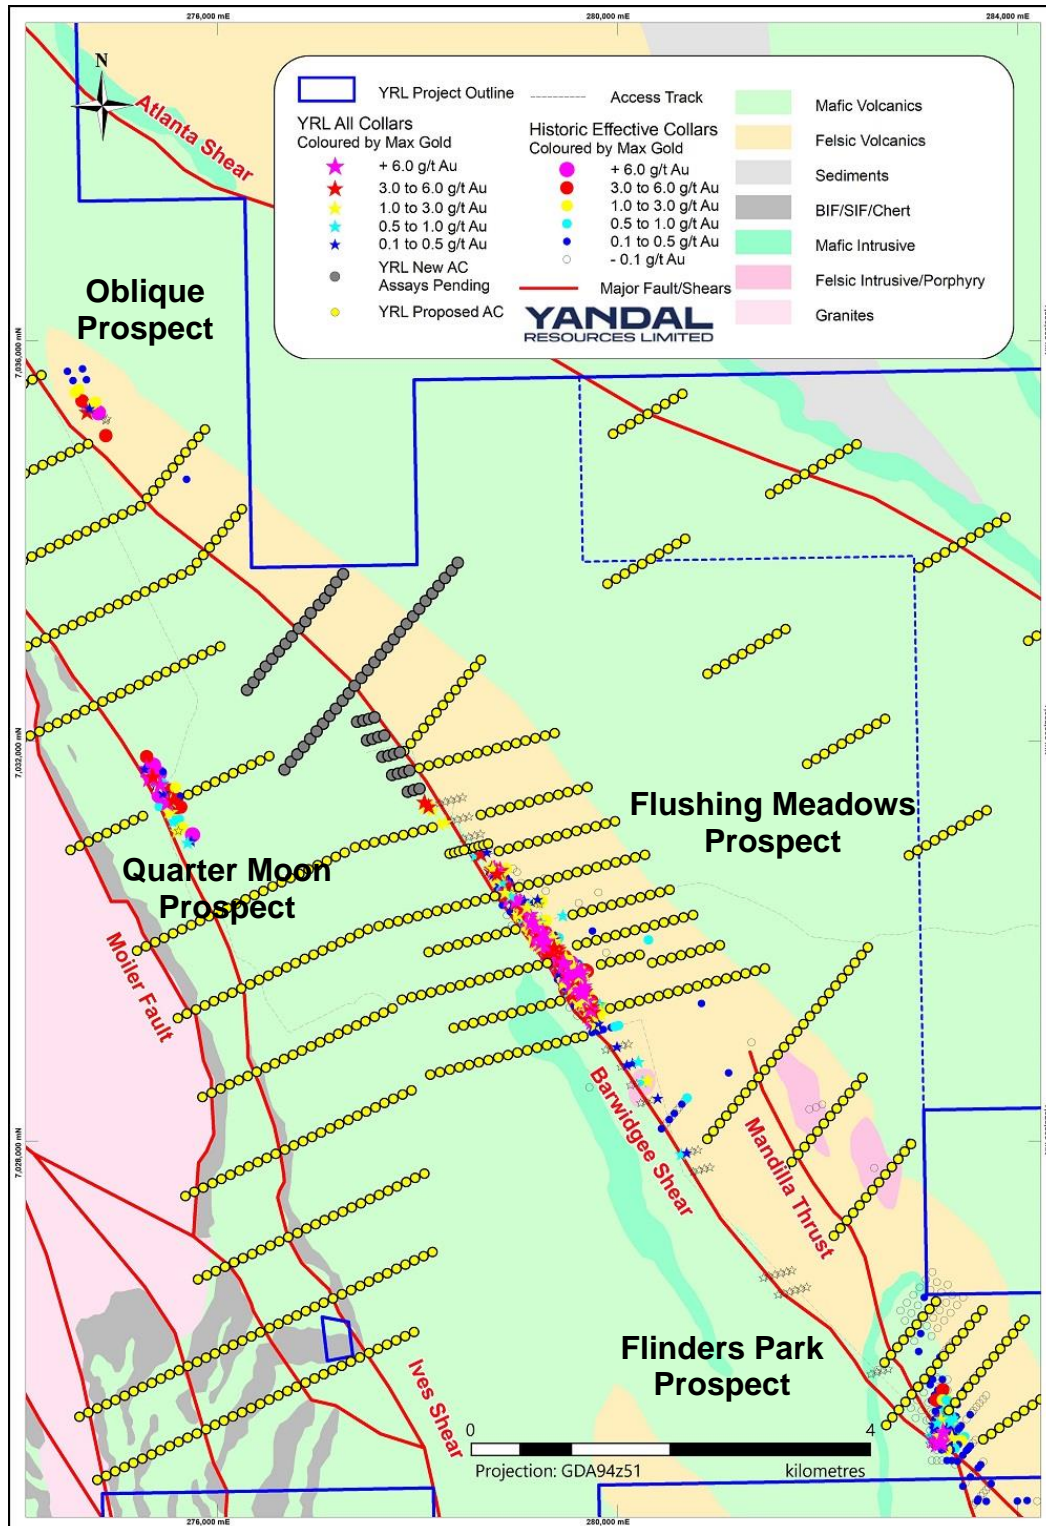 276,000 mE
280,000 mE
284,000 mE
N
Atlanta Shear
YRL Project Outline
Access Track
YRL All Collars
Coloured by Max Gold
+ 6.0 g/t Au
3.0 to 6.0 g/t Au
1.0 to 3.0 g/t Au
0.5 to 1.0 g/t Au
0.1 to 0.5 g/t Au
YRL New AC
Assays Pending
YRL Proposed AC
Historic Effective Collars
Coloured by Max Gold
+ 6.0 g/t Au
3.0 to 6.0 g/t Au
1.0 to 3.0 g/t Au
0.5 to 1.0 g/t Au
0.1 to 0.5 g/t Au
- 0.1 g/t Au
Major Fault/Shears
YANDAL
RESOURCES LIMITED
Mafic Volcanics
Felsic Volcanics
Sediments
BIF/SIF/Chert
Mafic Intrusive
Felsic Intrusive/Porphyry
Granites
Oblique
Prospect
7,036,000 mN
7,032,000 mN
Flushing Meadows
Prospect
Quarter Moon
Prospect
Moiler Fault
Barwidgee Shear
Mandilla Thrust
7,028,000 mN
Flinders Park
Prospect
Ives Shear
0
4
Projection: GDA94z51
kilometres
276,000 mE
280,000 mE